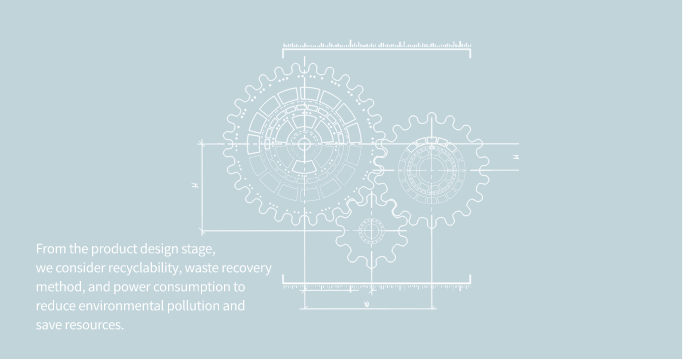 From the product design stage,
we consider recyclability, waste recovery
method, and power consumption to
reduce environmental pollution and
save resources.